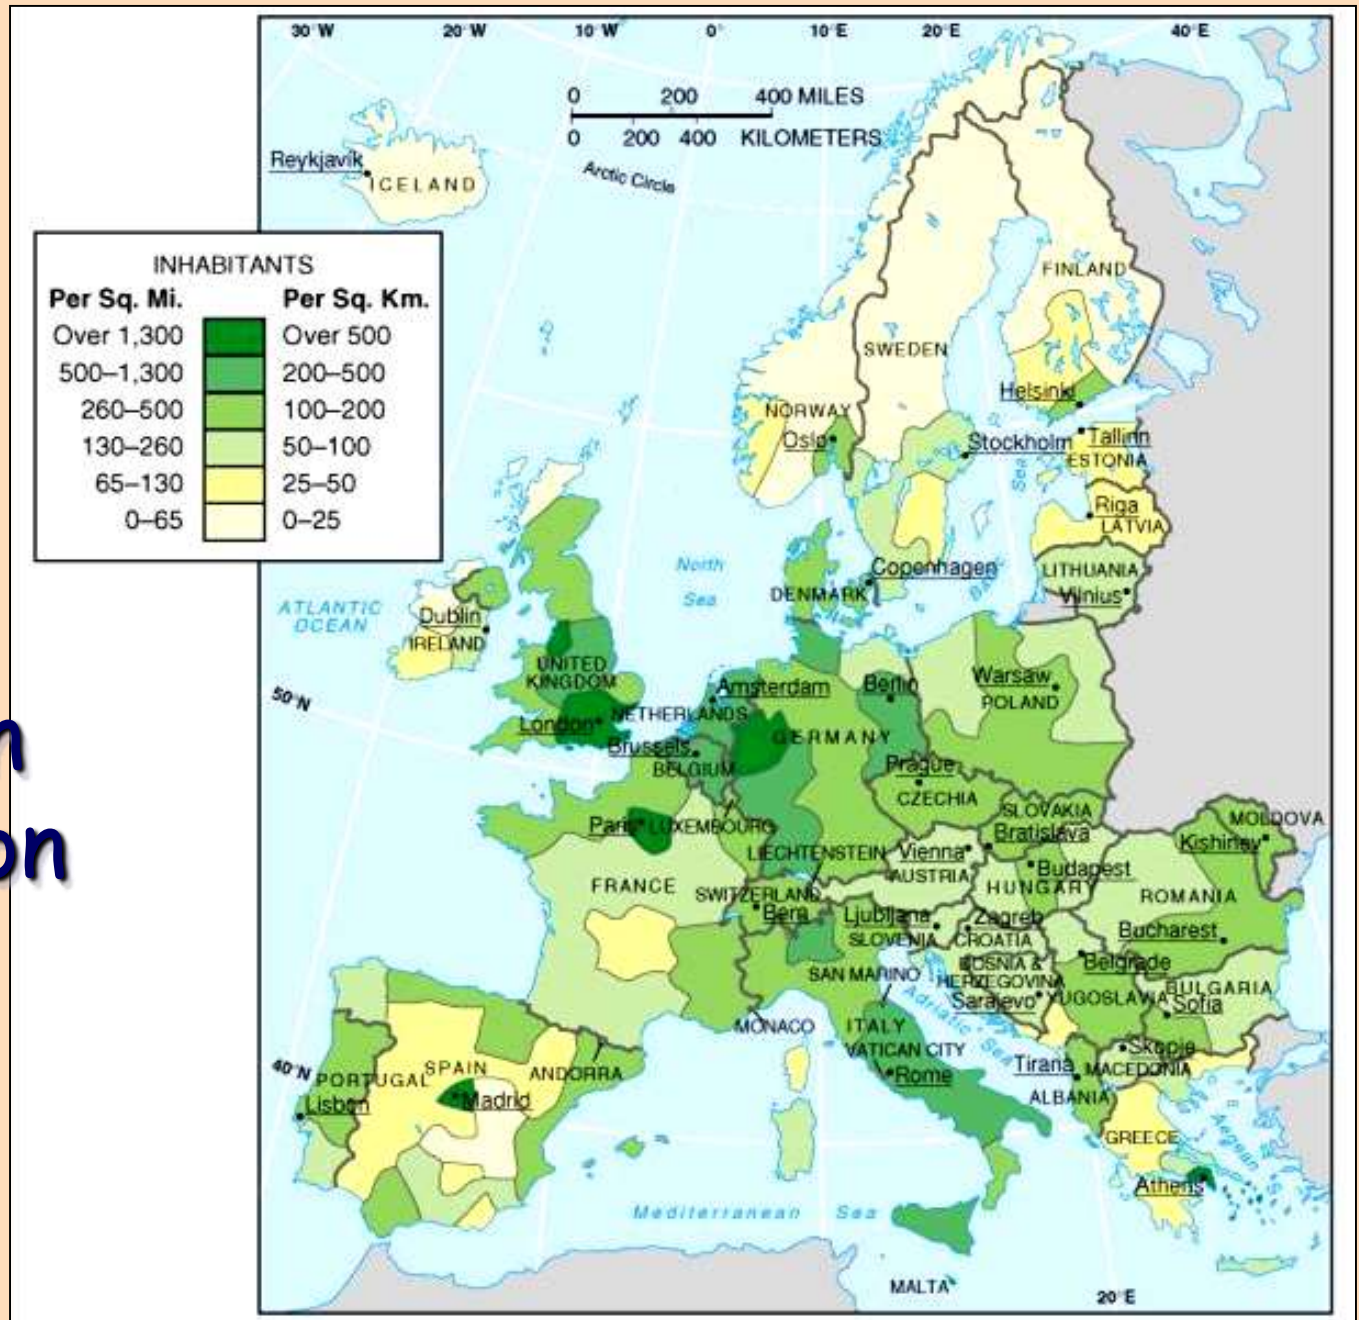 30°W 20°W 10°W 0° 10°E 20°E 40°E
0 200 400 MILES
0 200 400 KILOMETERS
Arctic Circle
Reykjavík
ICELAND
INHABITANTS
Per Sq. Mi. Per Sq. Km.
Over 1,300 Over 500
500–1,300 200–500
260–500 100–200
130–260 50–100
65–130 25–50
0–65 0–25
FINLAND
SWEDEN
Helsinki
NORWAY
Oslo
Stockholm
Tallinn
ESTONIA
Sea
Riga
LATVIA
North
Sea
Copenhagen
DENMARK
LITHUANIA
Vilnius
ATLANTIC
OCEAN
Dublin
IRELAND
UNITED
KINGDOM
50°N
Amsterdam
Berlin
Warsaw
POLAND
London
NETHERLANDS
GERMANY
Brussels
BELGIUM
Prague
CZECHIA
SLOVAKIA
MOLDOVA
Paris
LUXEMBOURG
Bratislava
Kishinev
LIECHTENSTEIN
Vienna
AUSTRIA
Budapest
HUNGARY
FRANCE
SWITZERLAND
Bern
ROMANIA
Ljubljana
SLOVENIA
Zagreb
CROATIA
Bucharest
Belgrade
SAN MARINO
BOSNIA &
HERZEGOVINA
Sarajevo
YUGOSLAVIA
BULGARIA
Sofia
Adriatic Sea
MONACO
ITALY
VATICAN CITY
Rome
Skopje
Tirana
MACEDONIA
ALBANIA
40°N
PORTUGAL
SPAIN
ANDORRA
Lisbon
Madrid
GREECE
Aegean
Athens
Mediterranean Sea
MALTA
20°E